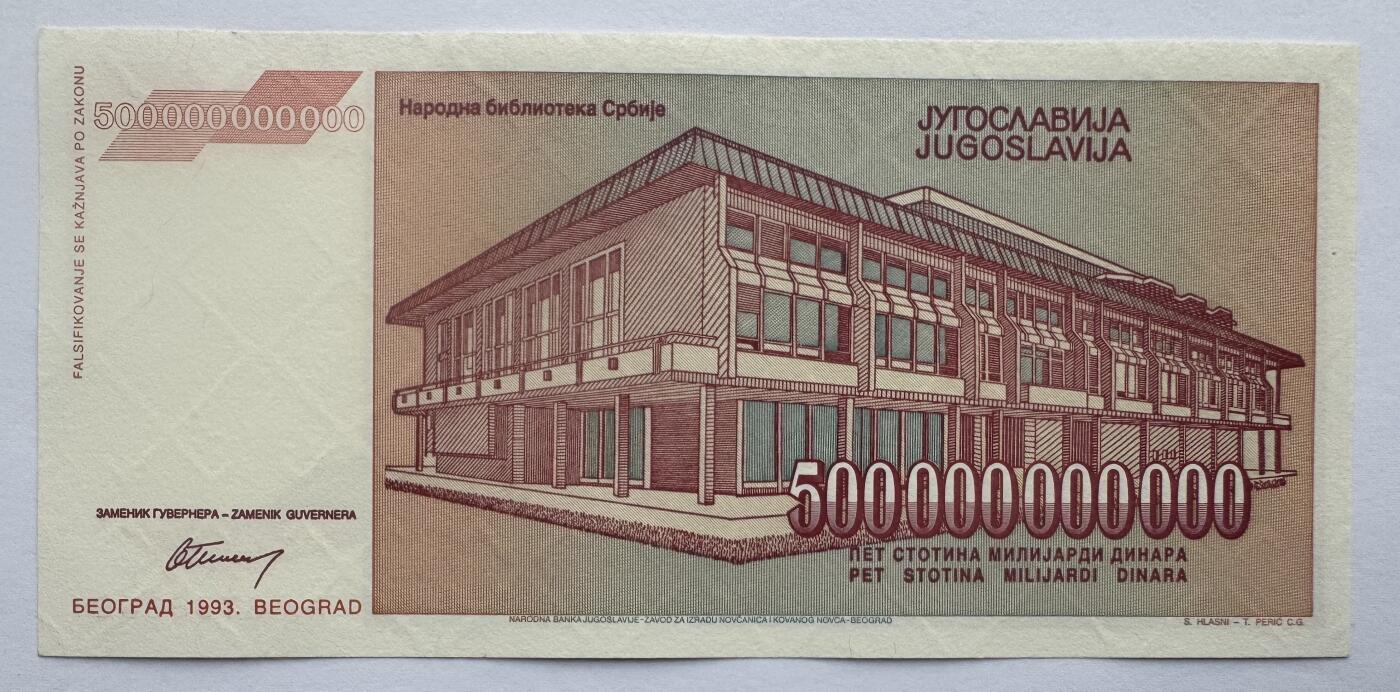 FALSIFIKOVANJE SE KAŽNJAVA PO ZAKONU
500000000000
Народна библиотека Србије
ЈУГОСЛАВИЈА
JUGOSLAVIJA
500 000 000 000
ПЕТ СТОТИНА МИЛИЈАРДИ ДИНАРА
PET STOTINA MILIJARDI DINARA
ЗАМЕНИК ГУВЕРНЕРА – ZAMENIK GUVERNERA
БЕОГРАД 1993. BEOGRAD
NARODNA BANKA JUGOSLAVIJE-ZAVOD ZA IZRADU NOVČANICA I KOVANOG NOVCA-BEOGRAD
S. HLASNI – T. PERIĆ C.G.